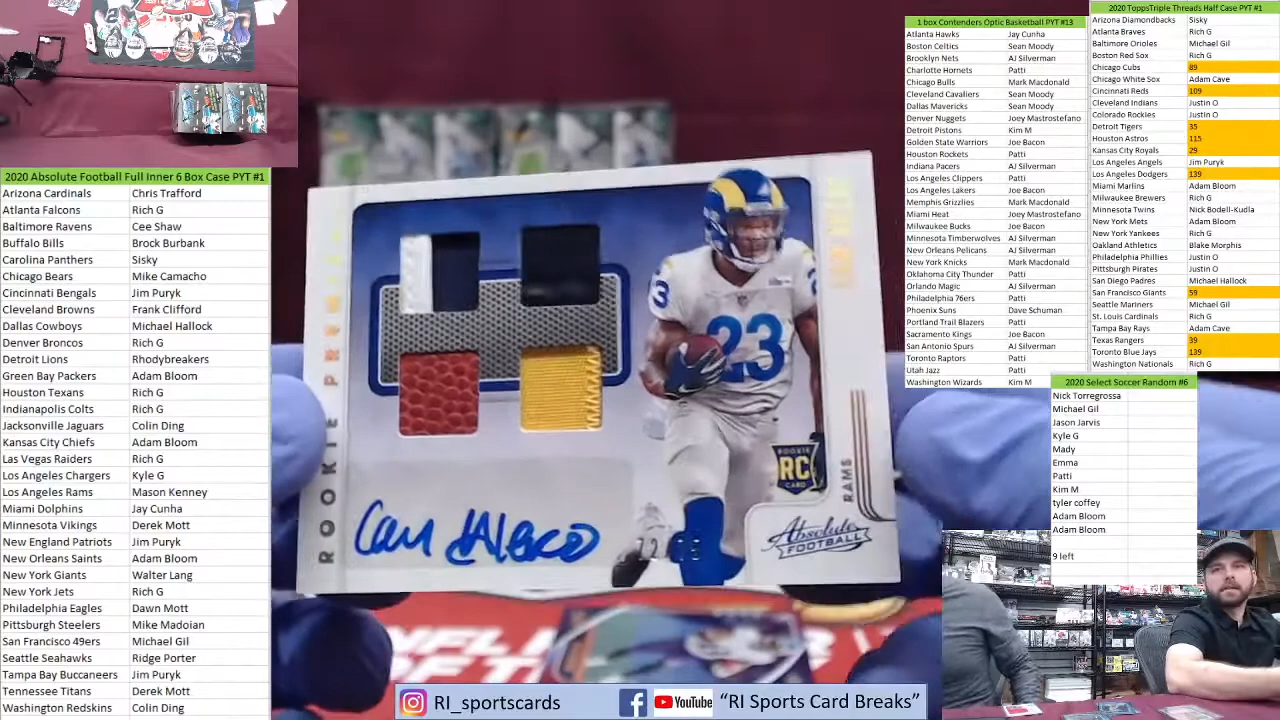 2020 Absolute Football Full Inner 6 Box Case PYT #1
Arizona Cardinals Chris Trafford
Atlanta Falcons Rich G
Baltimore Ravens Cee Shaw
Buffalo Bills Brock Burbank
Carolina Panthers Sisky
Chicago Bears Mike Camacho
Cincinnati Bengals Jim Puryk
Cleveland Browns Frank Clifford
Dallas Cowboys Michael Hallock
Denver Broncos Rich G
Detroit Lions Rhodybreakers
Green Bay Packers Adam Bloom
Houston Texans Rich G
Indianapolis Colts Rich G
Jacksonville Jaguars Colin Ding
Kansas City Chiefs Adam Bloom
Las Vegas Raiders Rich G
Los Angeles Chargers Kyle G
Los Angeles Rams Mason Kenney
Miami Dolphins Jay Cunha
Minnesota Vikings Derek Mott
New England Patriots Jim Puryk
New Orleans Saints Adam Bloom
New York Giants Walter Lang
New York Jets Rich G
Philadelphia Eagles Dawn Mott
Pittsburgh Steelers Mike Madoian
San Francisco 49ers Michael Gil
Seattle Seahawks Ridge Porter
Tampa Bay Buccaneers Jim Puryk
Tennessee Titans Derek Mott
Washington Redskins Colin Ding
ROOKIE
23
ROOKIE
RC
CARD
RAMS
Absolute
FOOTBALL
RI_sportscards
YouTube
“RI Sports Card Breaks”
1 box Contenders Optic Basketball PYT #13
Atlanta Hawks Jay Cunha
Boston Celtics Sean Moody
Brooklyn Nets AJ Silverman
Charlotte Hornets Patti
Chicago Bulls Mark Macdonald
Cleveland Cavaliers Sean Moody
Dallas Mavericks Sean Moody
Denver Nuggets Joey Mastrostefano
Detroit Pistons Kim M
Golden State Warriors Joe Bacon
Houston Rockets Patti
Indiana Pacers AJ Silverman
Los Angeles Clippers Patti
Los Angeles Lakers Joe Bacon
Memphis Grizzlies Mark Macdonald
Miami Heat Joey Mastrostefano
Milwaukee Bucks Joe Bacon
Minnesota Timberwolves AJ Silverman
New Orleans Pelicans AJ Silverman
New York Knicks Mark Macdonald
Oklahoma City Thunder Patti
Orlando Magic AJ Silverman
Philadelphia 76ers Patti
Phoenix Suns Dave Schuman
Portland Trail Blazers Patti
Sacramento Kings Joe Bacon
San Antonio Spurs AJ Silverman
Toronto Raptors Patti
Utah Jazz Patti
Washington Wizards Kim M
2020 ToppsTriple Threads Half Case PYT #1
Arizona Diamondbacks Sisky
Atlanta Braves Rich G
Baltimore Orioles Michael Gil
Boston Red Sox Rich G
Chicago Cubs 89
Chicago White Sox Adam Cave
Cincinnati Reds 109
Cleveland Indians Justin O
Colorado Rockies Justin O
Detroit Tigers 35
Houston Astros 115
Kansas City Royals 29
Los Angeles Angels Jim Puryk
Los Angeles Dodgers 139
Miami Marlins Adam Bloom
Milwaukee Brewers Rich G
Minnesota Twins Nick Bodell-Kudla
New York Mets Adam Bloom
New York Yankees Rich G
Oakland Athletics Blake Morphis
Philadelphia Phillies Justin O
Pittsburgh Pirates Justin O
San Diego Padres Michael Hallock
San Francisco Giants 59
Seattle Mariners Michael Gil
St. Louis Cardinals Rich G
Tampa Bay Rays Adam Cave
Texas Rangers 39
Toronto Blue Jays 139
Washington Nationals Rich G
2020 Select Soccer Random #6
Nick Torregrossa
Michael Gil
Jason Jarvis
Kyle G
Mady
Emma
Patti
Kim M
tyler coffey
Adam Bloom
Adam Bloom
9 left